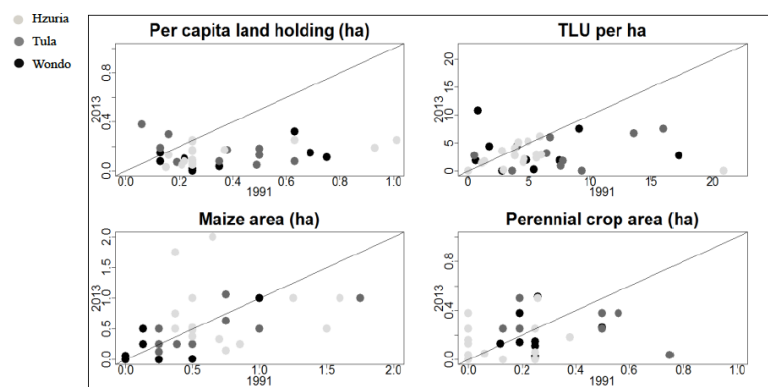 Hzuria
Tula
Wondo
Per capita land holding (ha)
2013
0.0 0.4 0.8
0.0 0.2 0.4 0.6 0.8 1.0
1991
TLU per ha
2013
0 5 10 20
0 5 10 15 20
1991
Maize area (ha)
2013
0.0 0.5 1.0 2.0
0.0 0.5 1.0 1.5 2.0
1991
Perennial crop area (ha)
2013
0.0 0.4 0.8
0.0 0.2 0.4 0.6 0.8 1.0
1991